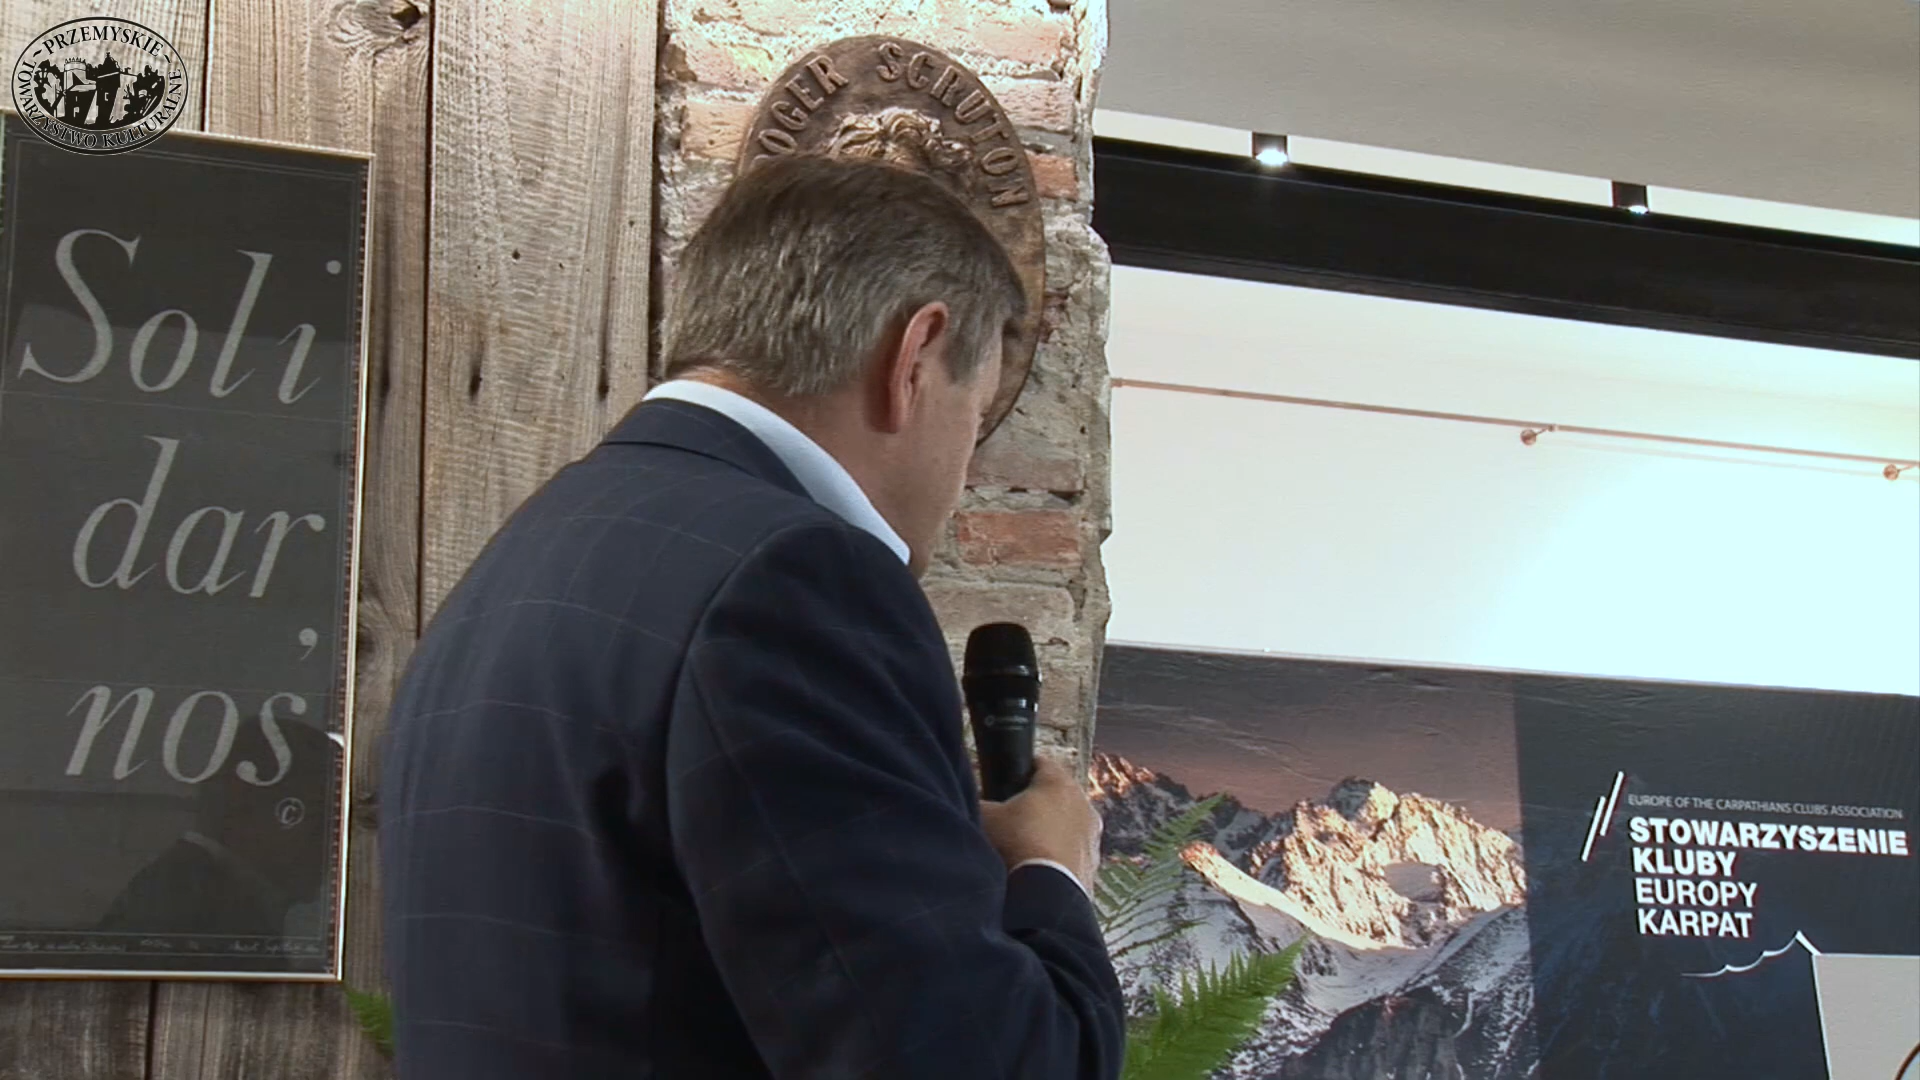 ~ PRZEMYSKIE ~
TOWARZYSTWO KULTURALNE
ROGER SCRUTON
Soli
dar,
nos
©
EUROPE OF THE CARPATHIANS CLUBS ASSOCIATION
STOWARZYSZENIE
KLUBY
EUROPY
KARPAT